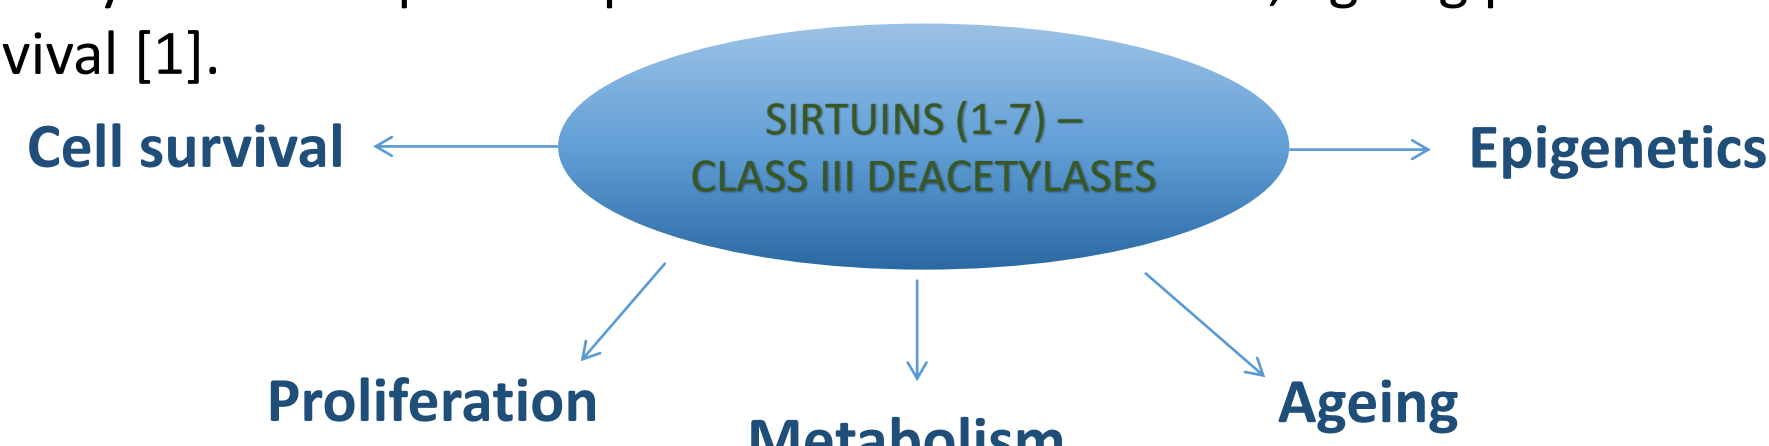 vival [1].
SIRTUINS (1-7) –
CLASS III DEACETYLASES
Cell survival
Epigenetics
Proliferation
Metabolism
Ageing